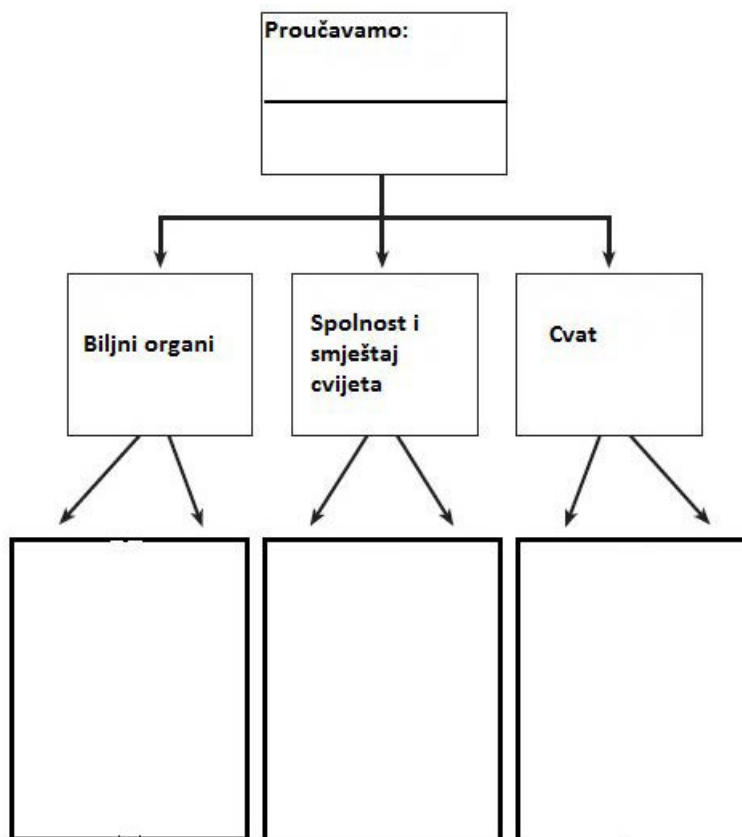 Proučavamo:
Biljni organi
Spolnost i
smještaj
cvijeta
Cvat